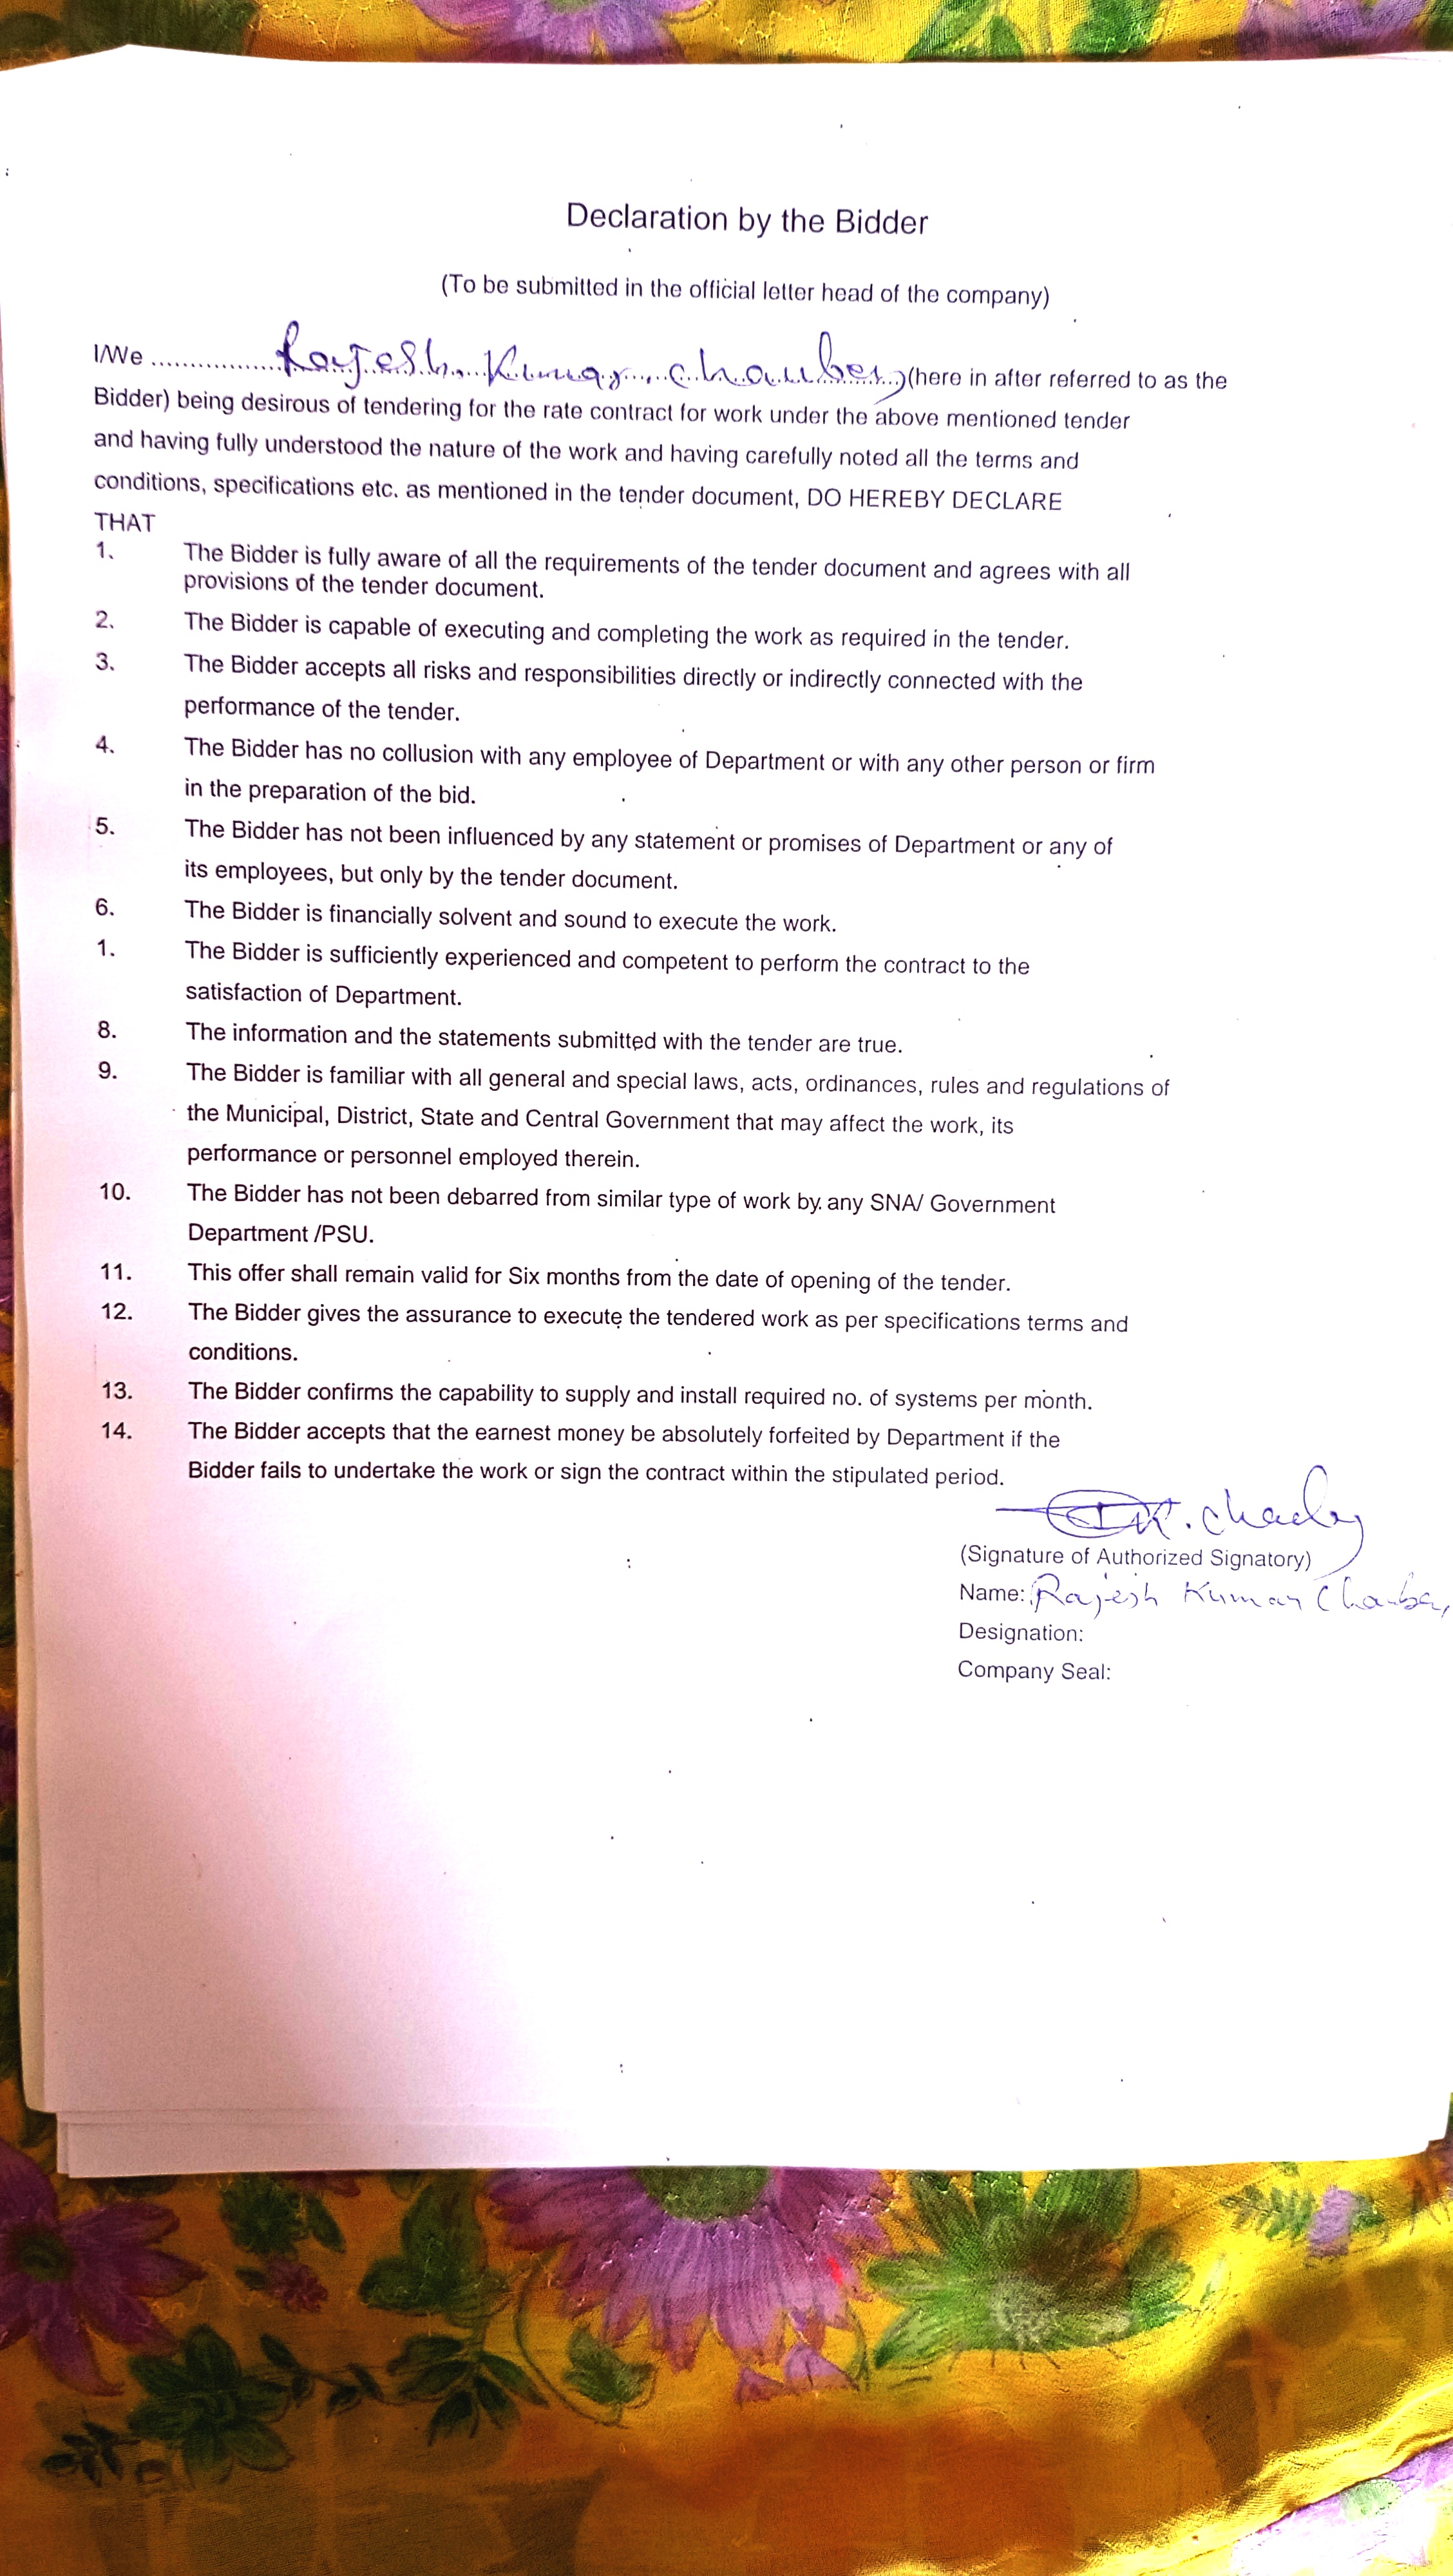 Declaration by the Bidder
(To be submitted in the official letter head of the company)
I/We ................Rajesh Kumar choubey)(here in after referred to as the
Bidder) being desirous of tendering for the rate contract for work under the above mentioned tender
and having fully understood the nature of the work and having carefully noted all the terms and
conditions, specifications etc. as mentioned in the tender document, DO HEREBY DECLARE
THAT
1. The Bidder is fully aware of all the requirements of the tender document and agrees with all
provisions of the tender document.
2. The Bidder is capable of executing and completing the work as required in the tender.
3. The Bidder accepts all risks and responsibilities directly or indirectly connected with the
performance of the tender.
4. The Bidder has no collusion with any employee of Department or with any other person or firm
in the preparation of the bid.
5. The Bidder has not been influenced by any statement or promises of Department or any of
its employees, but only by the tender document.
6. The Bidder is financially solvent and sound to execute the work.
1. The Bidder is sufficiently experienced and competent to perform the contract to the
satisfaction of Department.
8. The information and the statements submitted with the tender are true.
9. The Bidder is familiar with all general and special laws, acts, ordinances, rules and regulations of
the Municipal, District, State and Central Government that may affect the work, its
performance or personnel employed therein.
10. The Bidder has not been debarred from similar type of work by any SNA/ Government
Department /PSU.
11. This offer shall remain valid for Six months from the date of opening of the tender.
12. The Bidder gives the assurance to execute the tendered work as per specifications terms and
conditions.
13. The Bidder confirms the capability to supply and install required no. of systems per month.
14. The Bidder accepts that the earnest money be absolutely forfeited by Department if the
Bidder fails to undertake the work or sign the contract within the stipulated period.
(Signature of Authorized Signatory)
Name: Rajesh Kumar Choubey
Designation:
Company Seal: